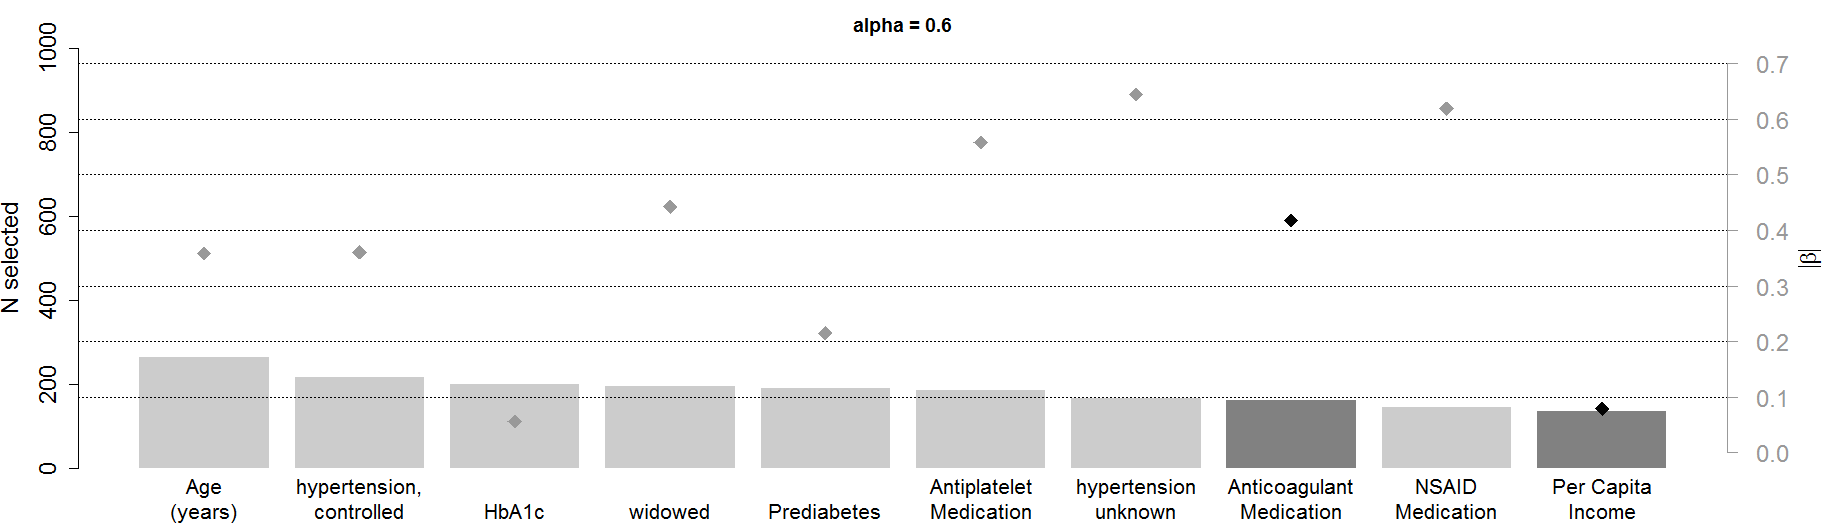 alpha = 0.6
N selected
1000
800
600
400
200
0
0.7
0.6
0.5
0.4
0.3
0.2
0.1
0.0
|β|
Age
(years)
hypertension,
controlled
HbA1c
widowed
Prediabetes
Antiplatelet
Medication
hypertension
unknown
Anticoagulant
Medication
NSAID
Medication
Per Capita
Income